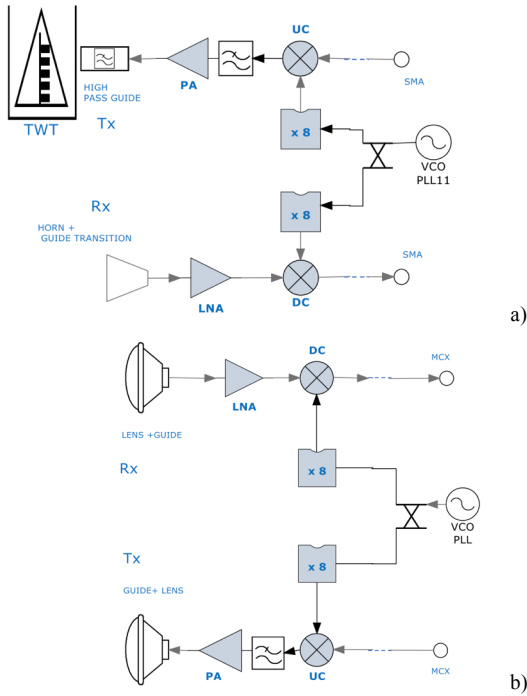 UC
PA
SMA
HIGH
PASS GUIDE
TWT
Tx
x 8
VCO
PLL11
x 8
Rx
HORN +
GUIDE TRANSITION
SMA
LNA
DC
a)
DC
MCX
LNA
LENS +GUIDE
Rx
x 8
VCO
PLL
Tx
x 8
GUIDE+ LENS
PA
UC
MCX
b)